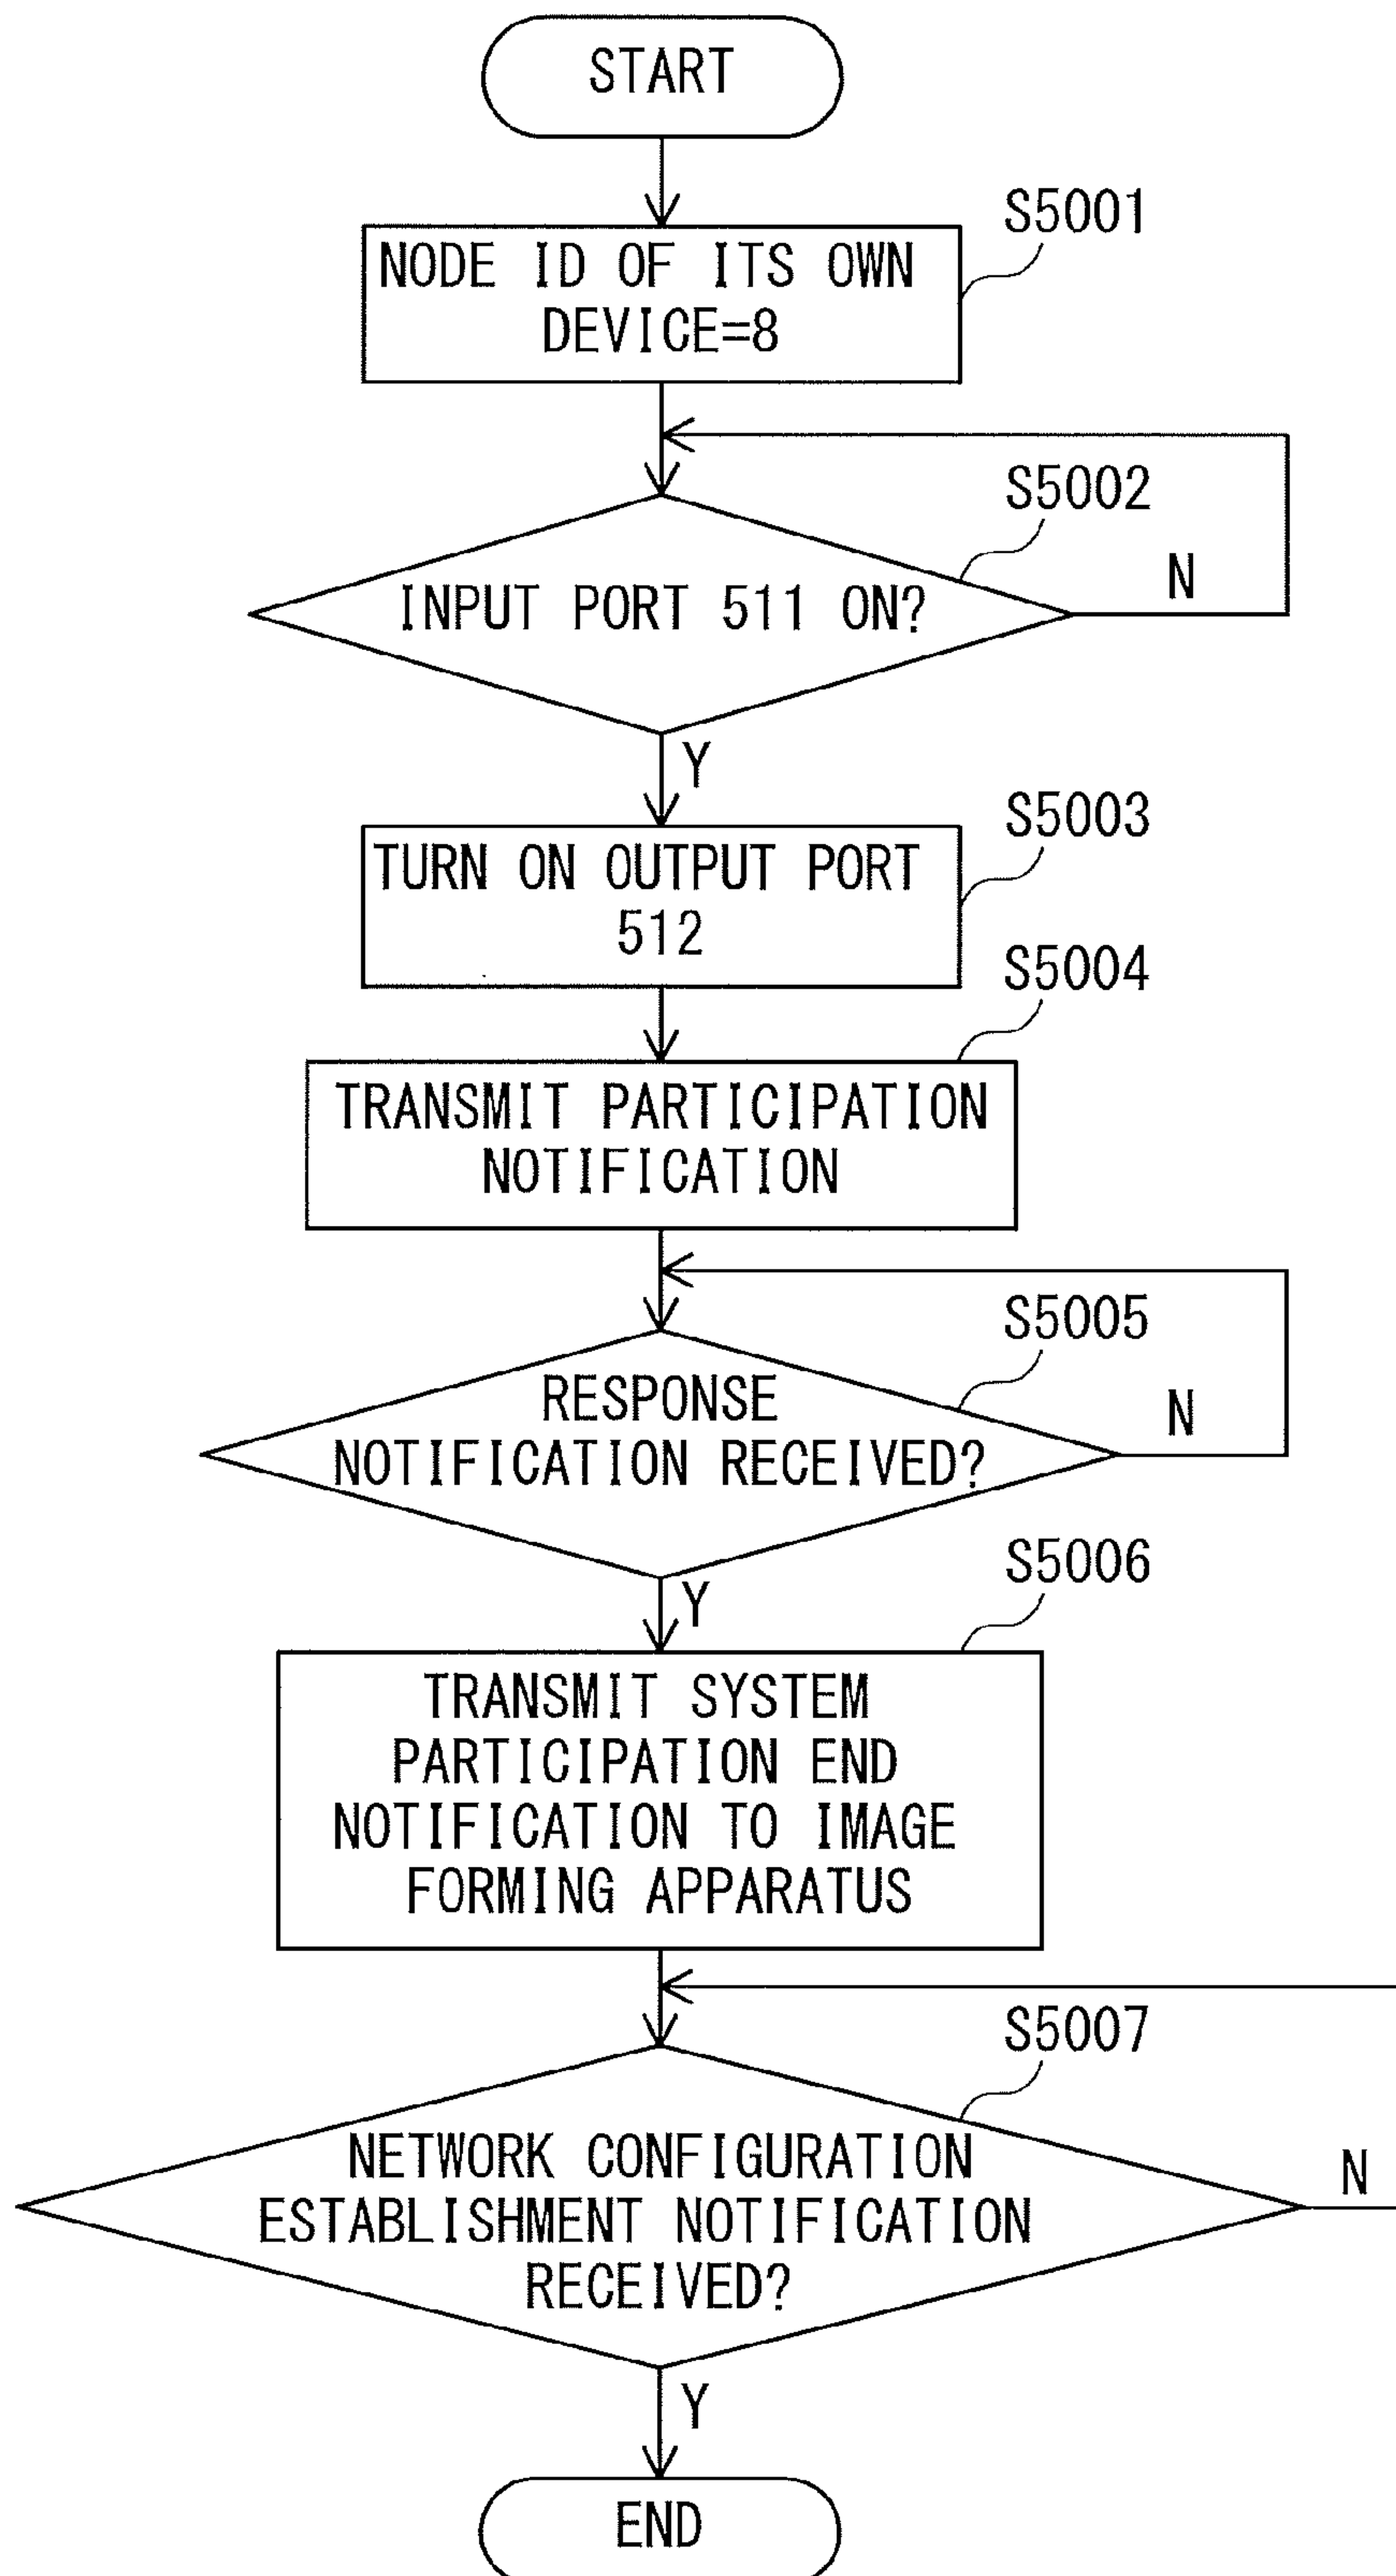 START
S5001
NODE ID OF ITS OWN
DEVICE=8
S5002
INPUT PORT 511 ON?
N
Y
S5003
TURN ON OUTPUT PORT
512
S5004
TRANSMIT PARTICIPATION
NOTIFICATION
S5005
RESPONSE
NOTIFICATION RECEIVED?
N
Y
S5006
TRANSMIT SYSTEM
PARTICIPATION END
NOTIFICATION TO IMAGE
FORMING APPARATUS
S5007
NETWORK CONFIGURATION
ESTABLISHMENT NOTIFICATION
RECEIVED?
N
Y
END